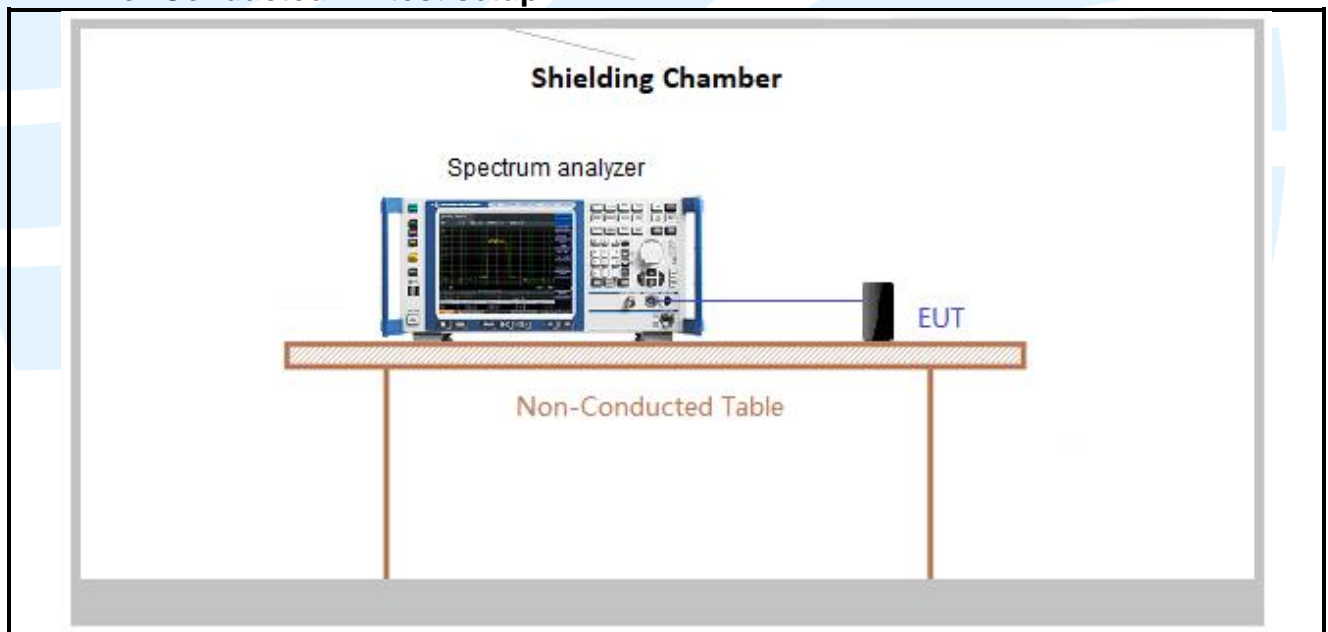 Shielding Chamber
Spectrum analyzer
EUT
Non-Conducted Table